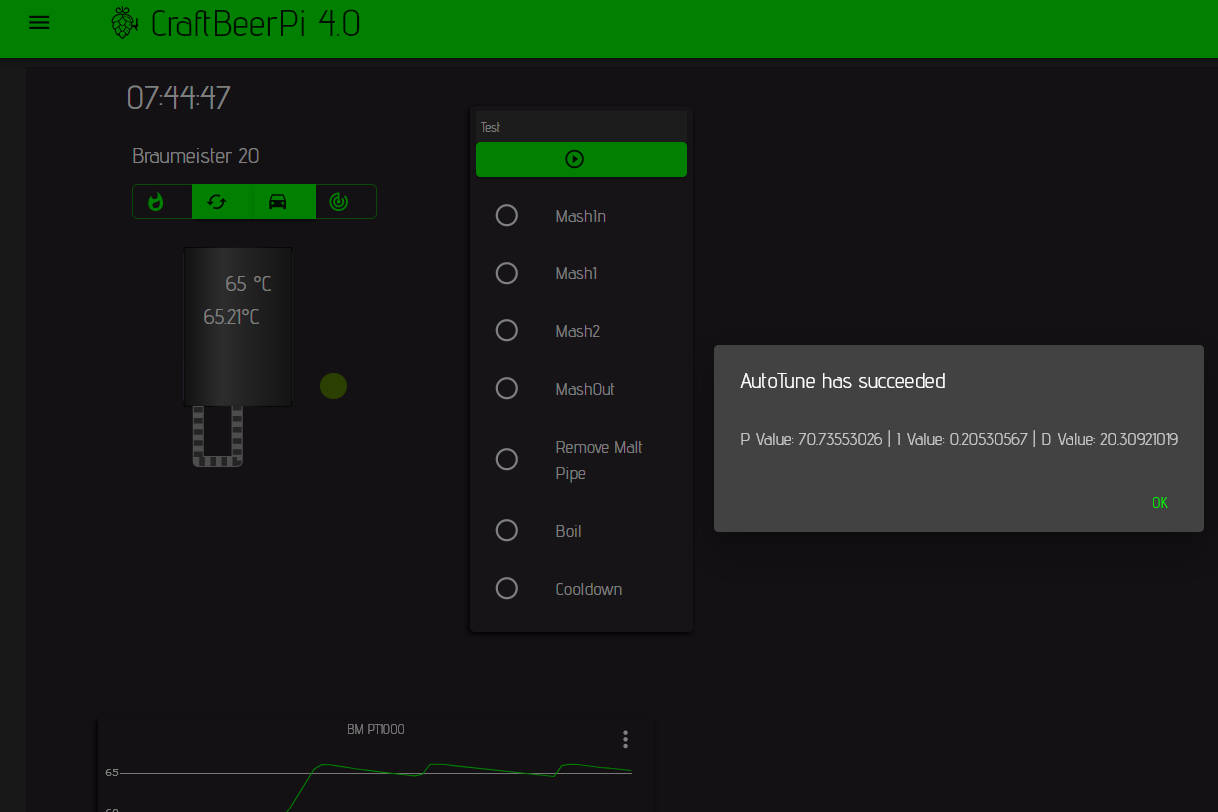 CraftBeerPi 4.0
07:44:47
Braumeister 20
65 °C
65.21°C
Test
MashIn
Mash1
Mash2
MashOut
Remove Malt
Pipe
Boil
Cooldown
AutoTune has succeeded
P Value: 70.73553026 | I Value: 0.20530567 | D Value: 20.30921019
OK
BM PT1000
65